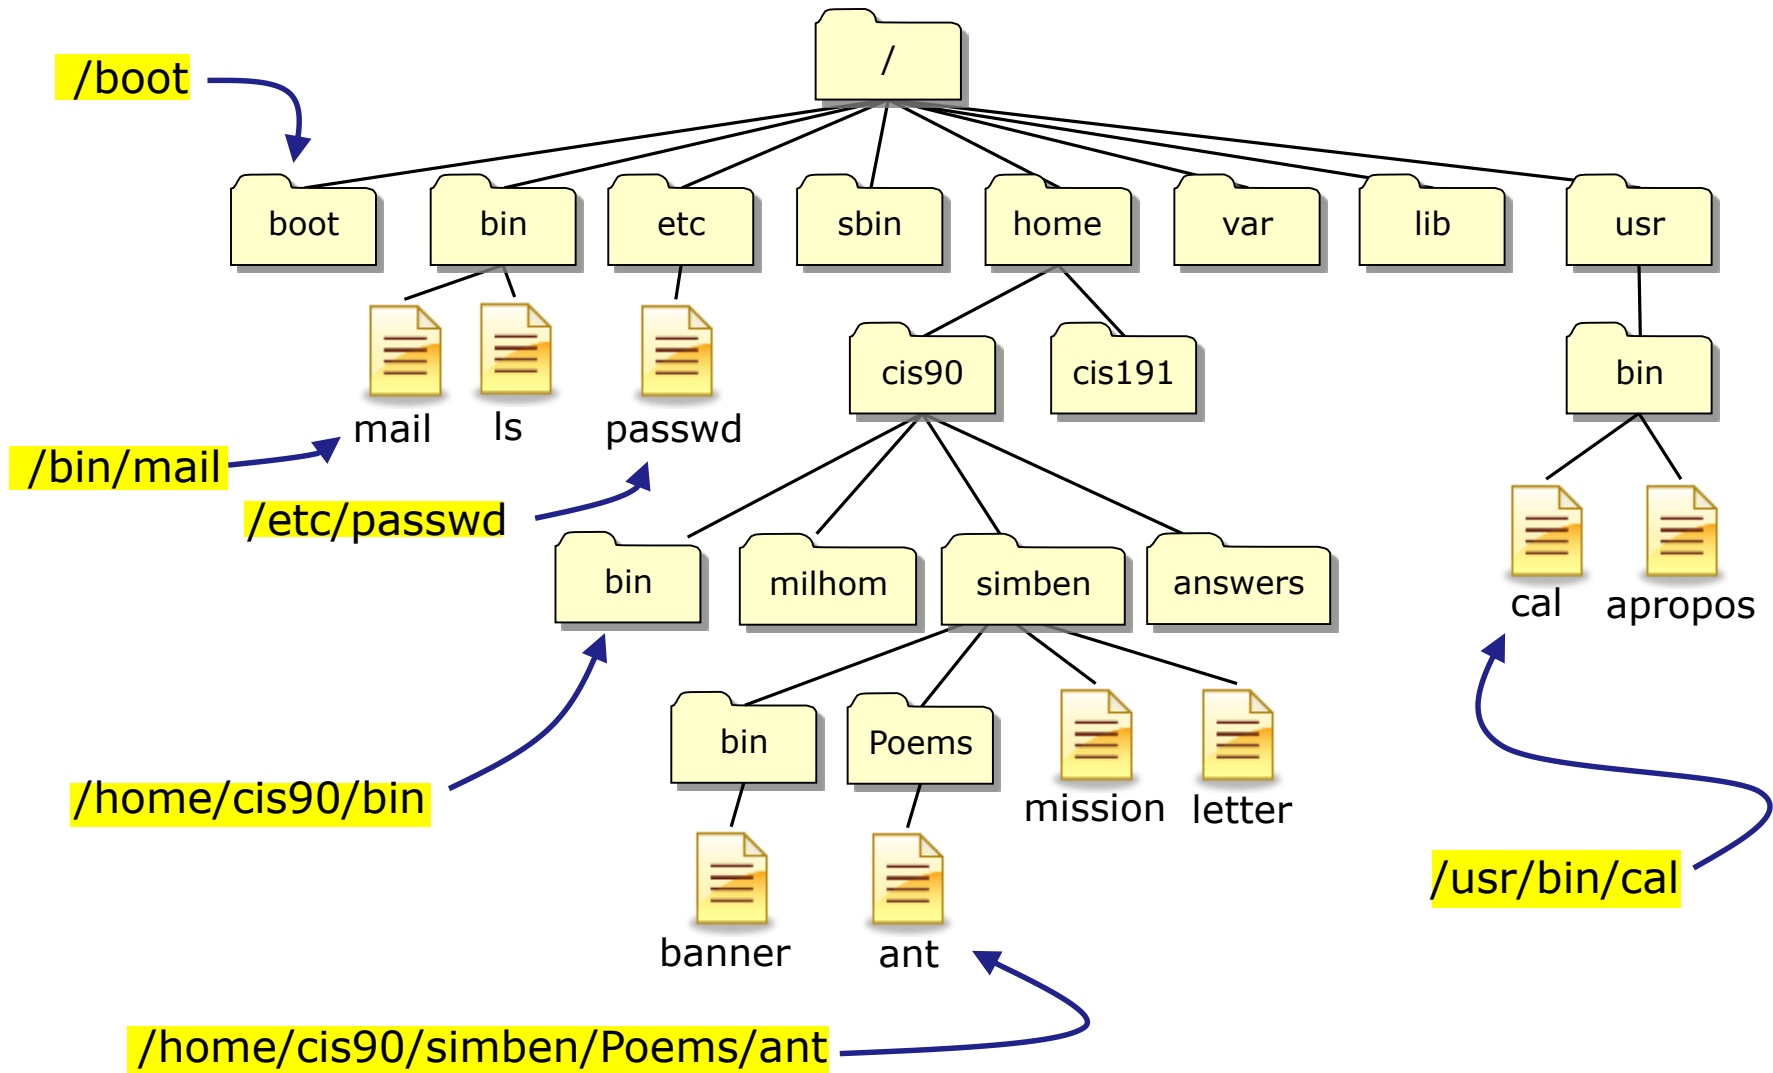 /
/boot
boot
bin
etc
sbin
home
var
lib
usr
cis90
cis191
bin
mail
ls
passwd
/bin/mail
/etc/passwd
bin
milhom
simben
answers
cal
apropos
bin
Poems
mission
letter
/home/cis90/bin
/usr/bin/cal
banner
ant
/home/cis90/simben/Poems/ant